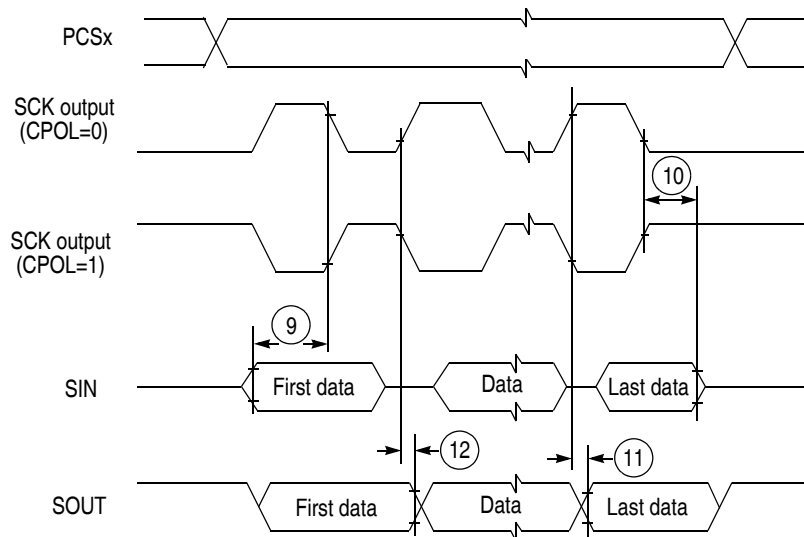 PCSx
SCK output
(CPOL=0)
10
SCK output
(CPOL=1)
9
SIN
First data
Data
Last data
12
11
SOUT
First data
Data
Last data